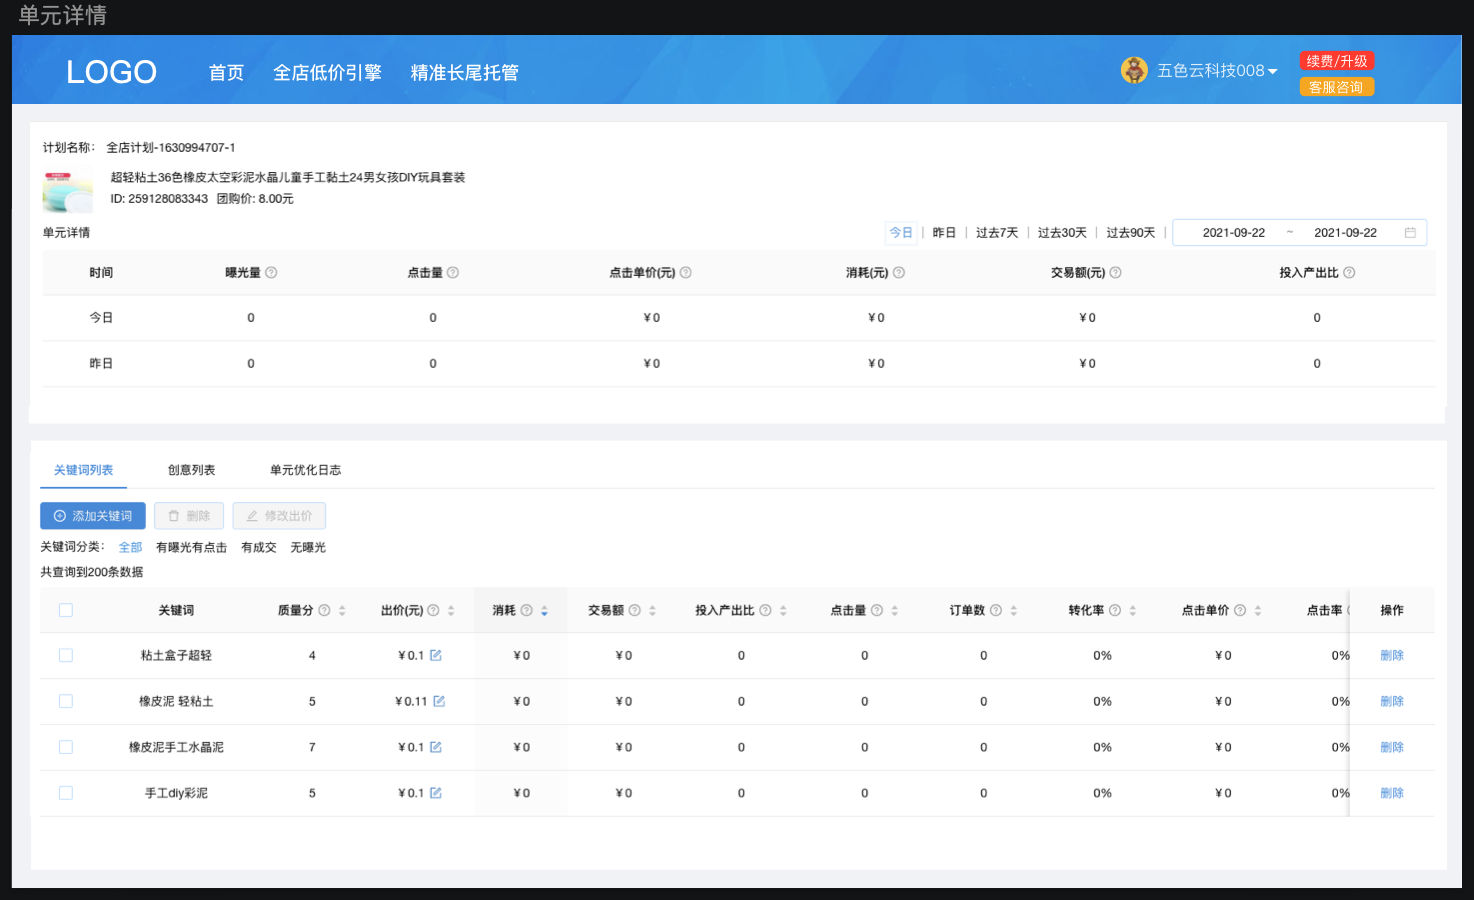 单元详情
LOGO 首页 全店低价引擎 精准长尾托管 五色云科技008 续费/升级
客服咨询
计划名称： 全店计划-1630994707-1
超轻粘土36色橡皮太空彩泥水晶儿童手工黏土24男女孩DIY玩具套装
ID: 259128083343 团购价: 8.00元
单元详情 今日 | 昨日 | 过去7天 | 过去30天 | 过去90天 | 2021-09-22 ~ 2021-09-22
时间 曝光量 点击量 点击单价(元) 消耗(元) 交易额(元) 投入产出比
今日 0 0 ¥0 ¥0 ¥0 0
昨日 0 0 ¥0 ¥0 ¥0 0
关键词列表 创意列表 单元优化日志
添加关键词 删除 修改出价
关键词分类： 全部 有曝光有点击 有成交 无曝光
共查询到200条数据
关键词 质量分 出价(元) 消耗 交易额 投入产出比 点击量 订单数 转化率 点击单价 点击率 操作
粘土盒子超轻 4 ¥0.1 ¥0 ¥0 0 0 0 0% ¥0 0% 删除
橡皮泥 轻粘土 5 ¥0.11 ¥0 ¥0 0 0 0 0% ¥0 0% 删除
橡皮泥手工水晶泥 7 ¥0.1 ¥0 ¥0 0 0 0 0% ¥0 0% 删除
手工diy彩泥 5 ¥0.1 ¥0 ¥0 0 0 0 0% ¥0 0% 删除